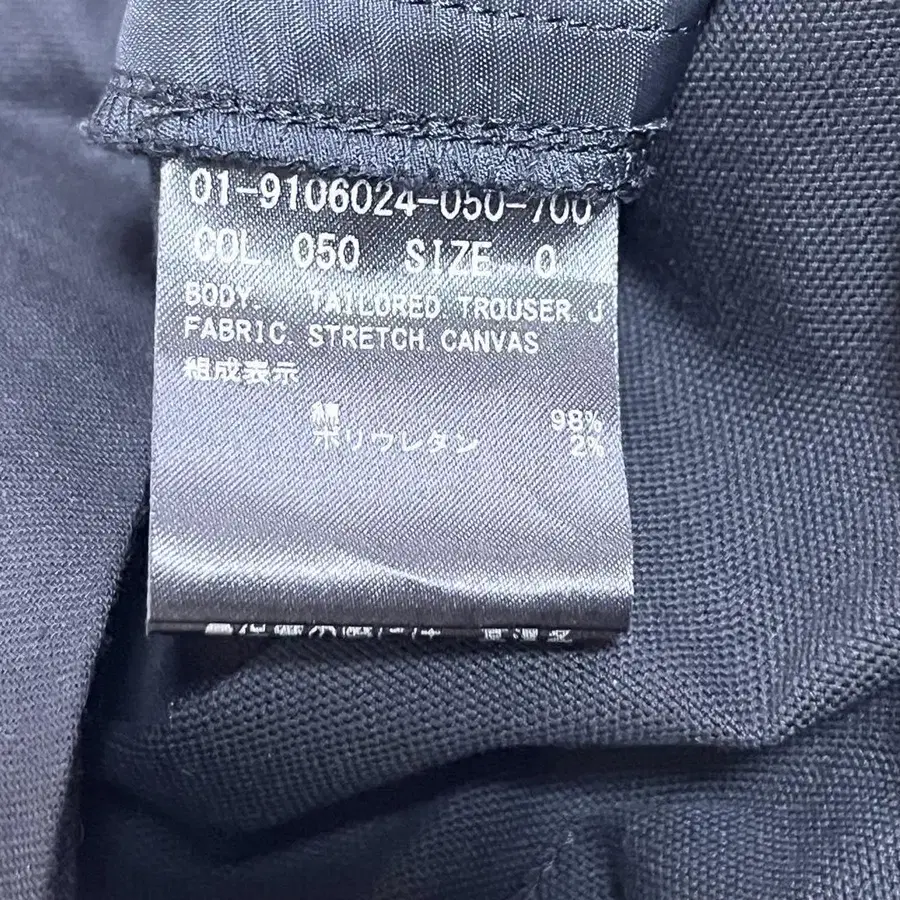 01-9106024-050-700
COL. 050 SIZE 0
BODY. TAILORED TROUSER. J
FABRIC STRETCH CANVAS
組成表示
綿 98%
ポリウレタン 2%